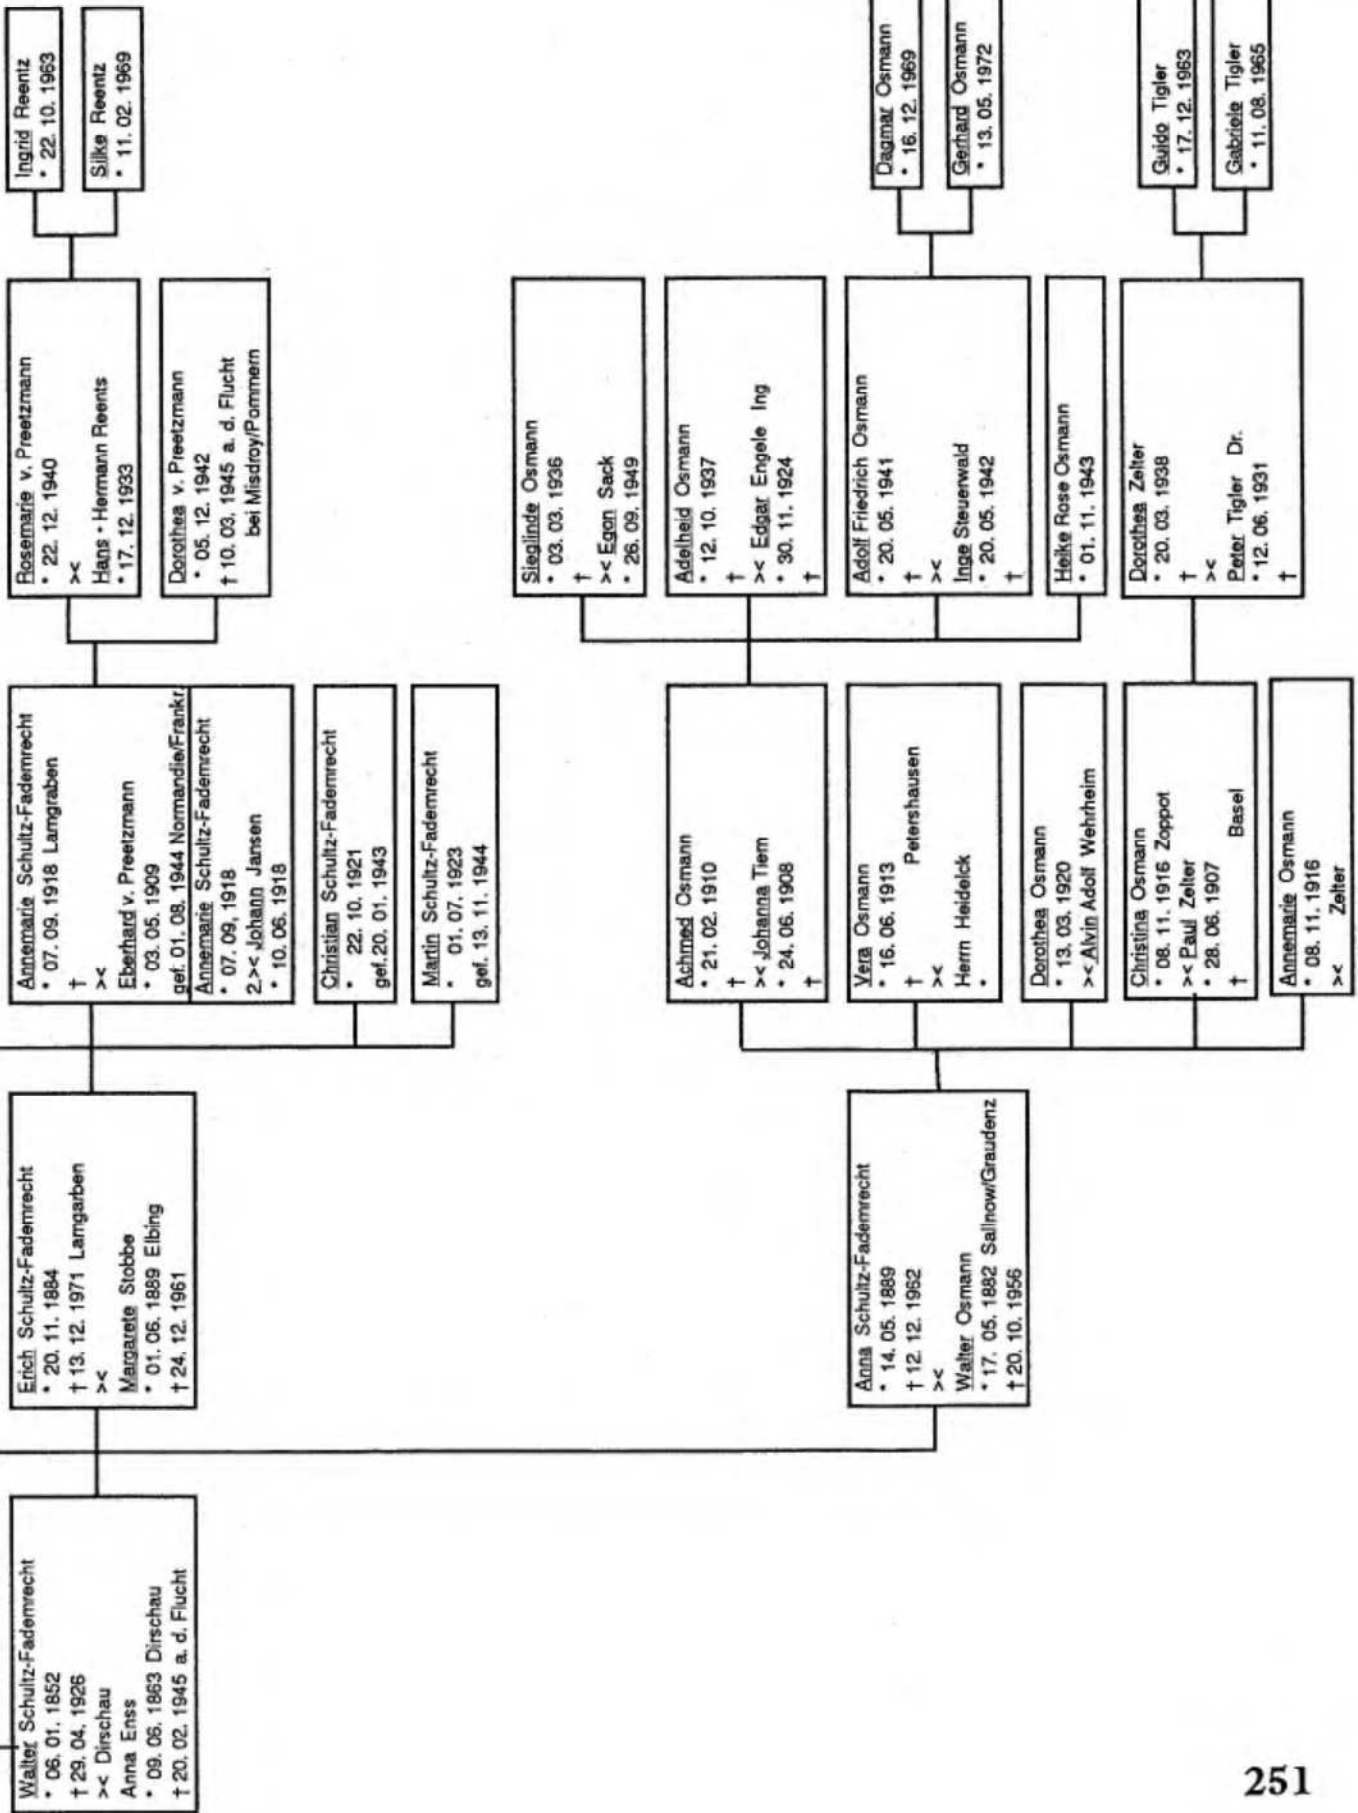 Walter Schultz-Fademrecht
* 06. 01. 1852
† 29. 04. 1926
>< Dirschau
Anna Enss
* 09. 06. 1863 Dirschau
† 20. 02. 1945 a. d. Flucht
Erich Schultz-Fademrecht
* 20. 11. 1884
† 13. 12. 1971 Lamgarben
><
Margarete Stobbe
* 01. 06. 1889 Elbing
† 24. 12. 1961
Anna Schultz-Fademrecht
* 14. 05. 1889
† 12. 12. 1962
><
Walter Osmann
* 17. 05. 1882 Sallnow/Graudenz
† 20. 10. 1956
Annemarie Schultz-Fademrecht
* 07. 09. 1918 Lamgraben
†
><
Eberhard v. Preetzmann
* 03. 05. 1909
gef. 01. 08. 1944 Normandie/Frankr.
Annemarie Schultz-Fademrecht
* 07. 09, 1918
2.>< Johann Jansen
* 10. 06. 1918
Christian Schultz-Fademrecht
* 22. 10. 1921
gef.20. 01. 1943
Martin Schultz-Fademrecht
* 01. 07. 1923
gef. 13. 11. 1944
Achmed Osmann
* 21. 02. 1910
†
>< Johanna Tiem
* 24. 06. 1908
†
Vera Osmann
* 16. 06. 1913
† Petershausen
><
Herrn Heidelck
*
Dorothea Osmann
* 13. 03. 1920
>< Alvin Adolf Wehrheim
Christina Osmann
* 08. 11. 1916 Zoppot
>< Paul Zelter
* 28. 06. 1907
† Basel
Annemarie Osmann
* 08. 11. 1916
>< Zelter
Rosemarie v. Preetzmann
* 22. 12. 1940
><
Hans - Hermann Reents
* 17. 12. 1933
Dorothea v. Preetzmann
* 05. 12. 1942
† 10. 03. 1945 a. d. Flucht
bei Misdroy/Pommern
Sieglinde Osmann
* 03. 03. 1936
†
>< Egon Sack
* 26. 09. 1949
Adelheid Osmann
* 12. 10. 1937
†
>< Edgar Engele Ing
* 30. 11. 1924
†
Adolf Friedrich Osmann
* 20. 05. 1941
†
><
Inge Steuerwald
* 20. 05. 1942
†
Heike Rose Osmann
* 01. 11. 1943
Dorothea Zelter
* 20. 03. 1938
†
><
Peter Tigler Dr.
* 12. 06. 1931
†
Ingrid Reentz
* 22. 10. 1963
Silke Reentz
* 11. 02. 1969
Dagmar Osmann
* 16. 12. 1969
Gerhard Osmann
* 13. 05. 1972
Guido Tigler
* 17. 12. 1963
Gabriele Tigler
* 11. 08. 1965
251